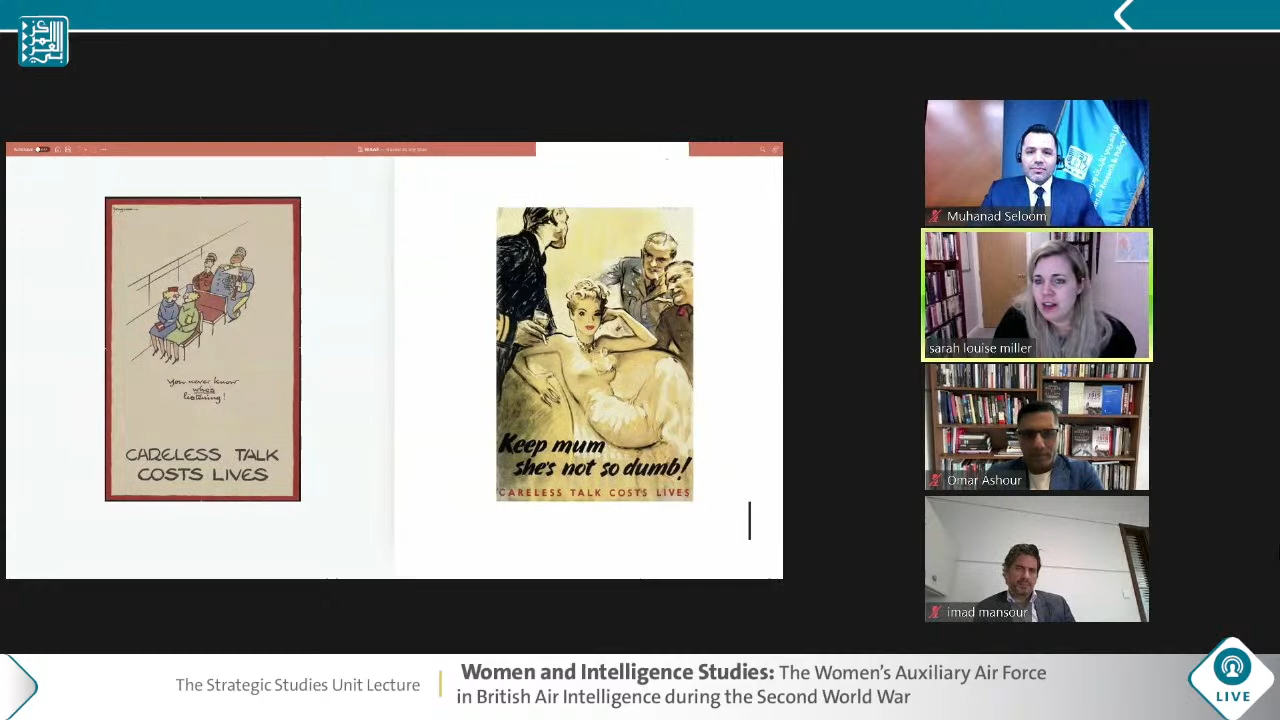 WAAF
You never know
who's
listening!
CARELESS TALK
COSTS LIVES
Keep mum
she's not so dumb!
CARELESS TALK COSTS LIVES
Muhanad Seloom
sarah louise miller
Omar Ashour
imad mansour
The Strategic Studies Unit Lecture
Women and Intelligence Studies: The Women's Auxiliary Air Force
in British Air Intelligence during the Second World War
LIVE